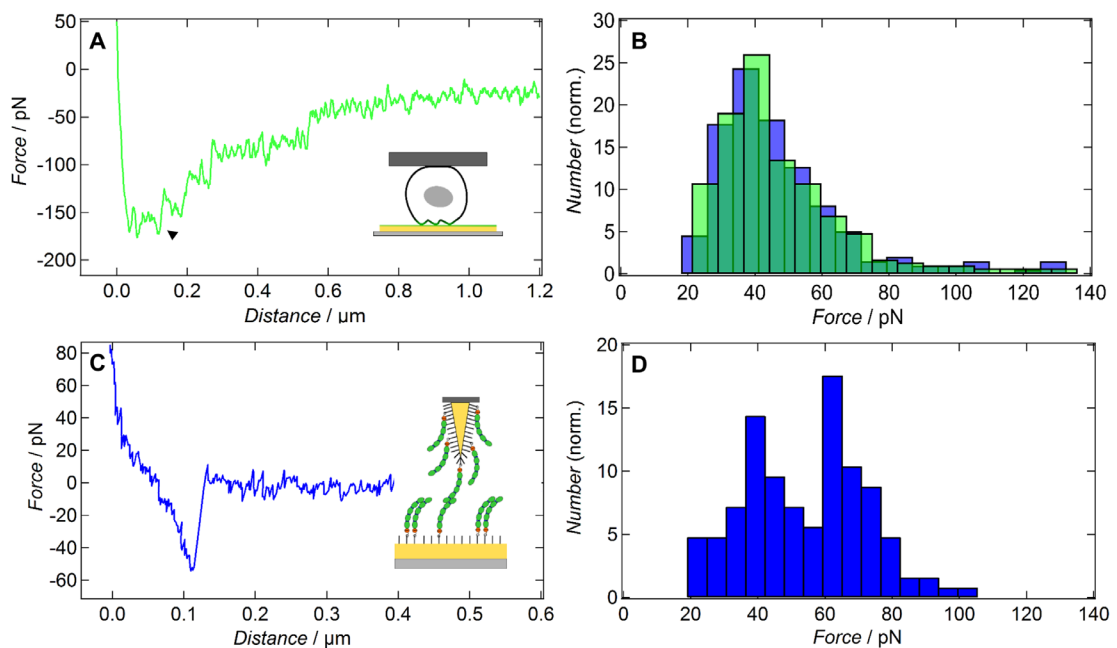 A
Force / pN
50
0
-50
-100
-150
-200
0.0 0.2 0.4 0.6 0.8 1.0 1.2
Distance / µm
B
Number (norm.)
30
25
20
15
10
5
0
0 20 40 60 80 100 120 140
Force / pN
C
Force / pN
80
60
40
20
0
-20
-40
-60
0.0 0.1 0.2 0.3 0.4 0.5 0.6
Distance / µm
D
Number (norm.)
20
15
10
5
0
0 20 40 60 80 100 120 140
Force / pN